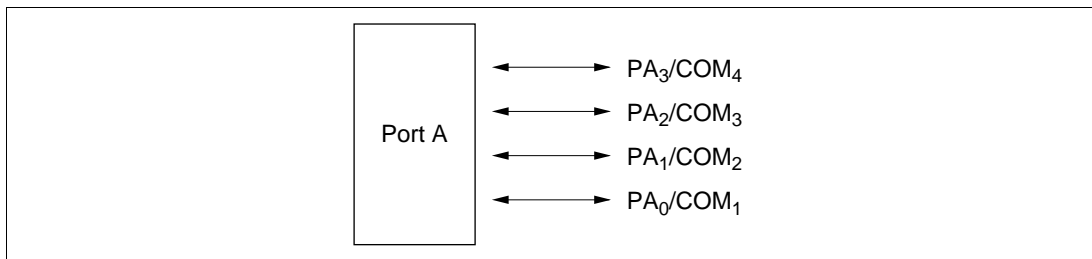 Port A
PA₃/COM₄
PA₂/COM₃
PA₁/COM₂
PA₀/COM₁